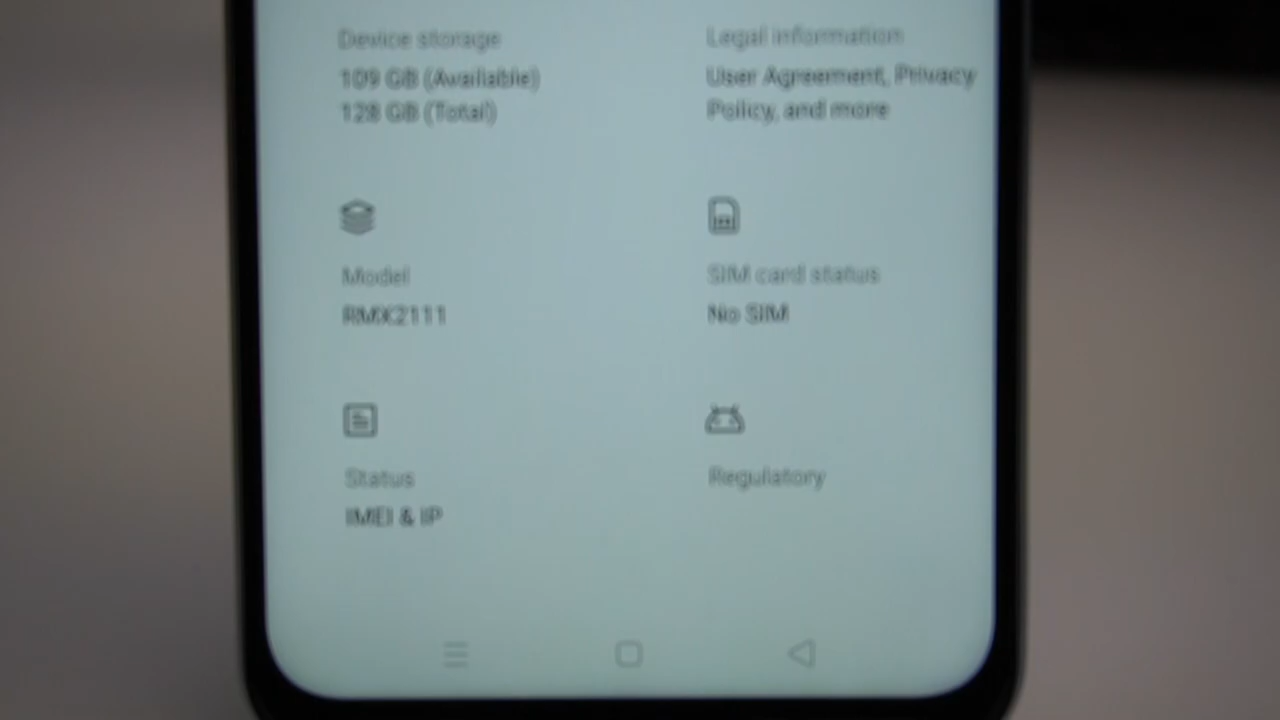 Device storage
109 GB (Available)
128 GB (Total)
Legal information
User Agreement, Privacy
Policy, and more
Model
RMX2111
SIM card status
No SIM
Status
IMEI & IP
Regulatory